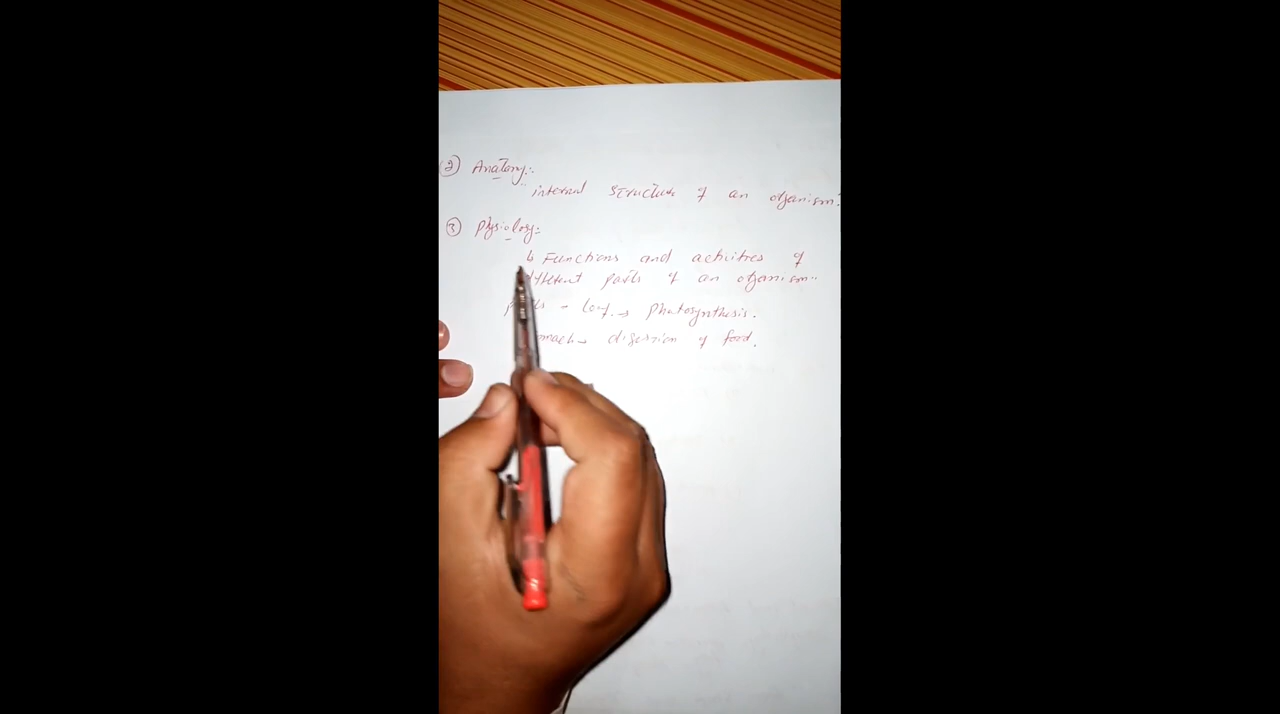 (2) Anatomy:-
internal structure of an organism:
(3) Physiology:-
↳ Functions and activities of
different parts of an organism..
- → Photosynthesis.
→ digestion of food.